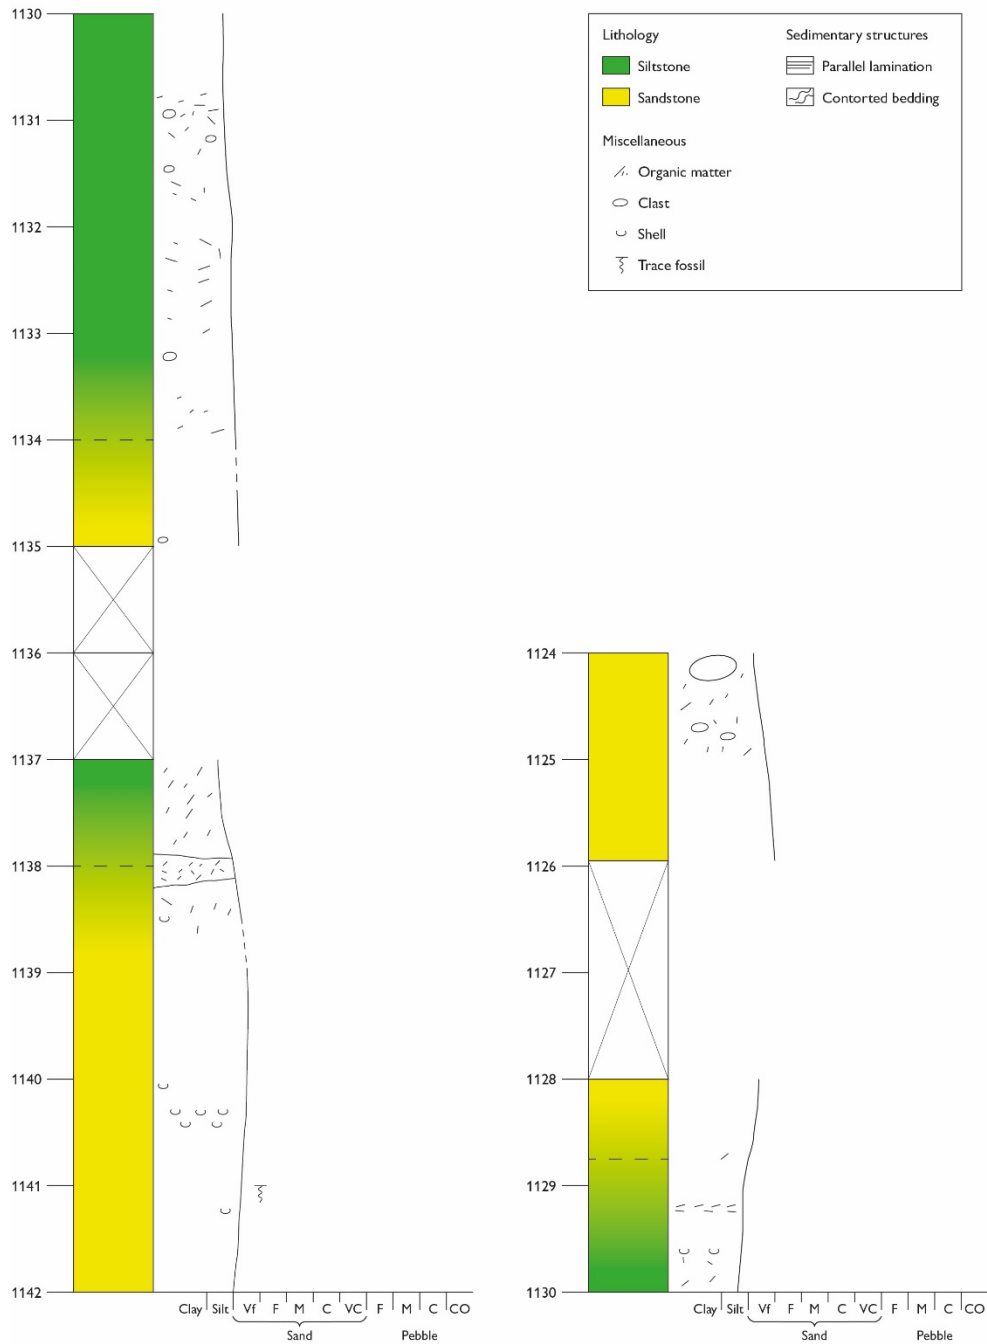 1130
1131
1132
1133
1134
1135
1136
1137
1138
1139
1140
1141
1142
Clay Silt Vf F M C VC F M C CO
Sand Pebble
Lithology
Siltstone
Sandstone
Sedimentary structures
Parallel lamination
Contorted bedding
Miscellaneous
Organic matter
Clast
Shell
Trace fossil
1124
1125
1126
1127
1128
1129
1130
Clay Silt Vf F M C VC F M C CO
Sand Pebble